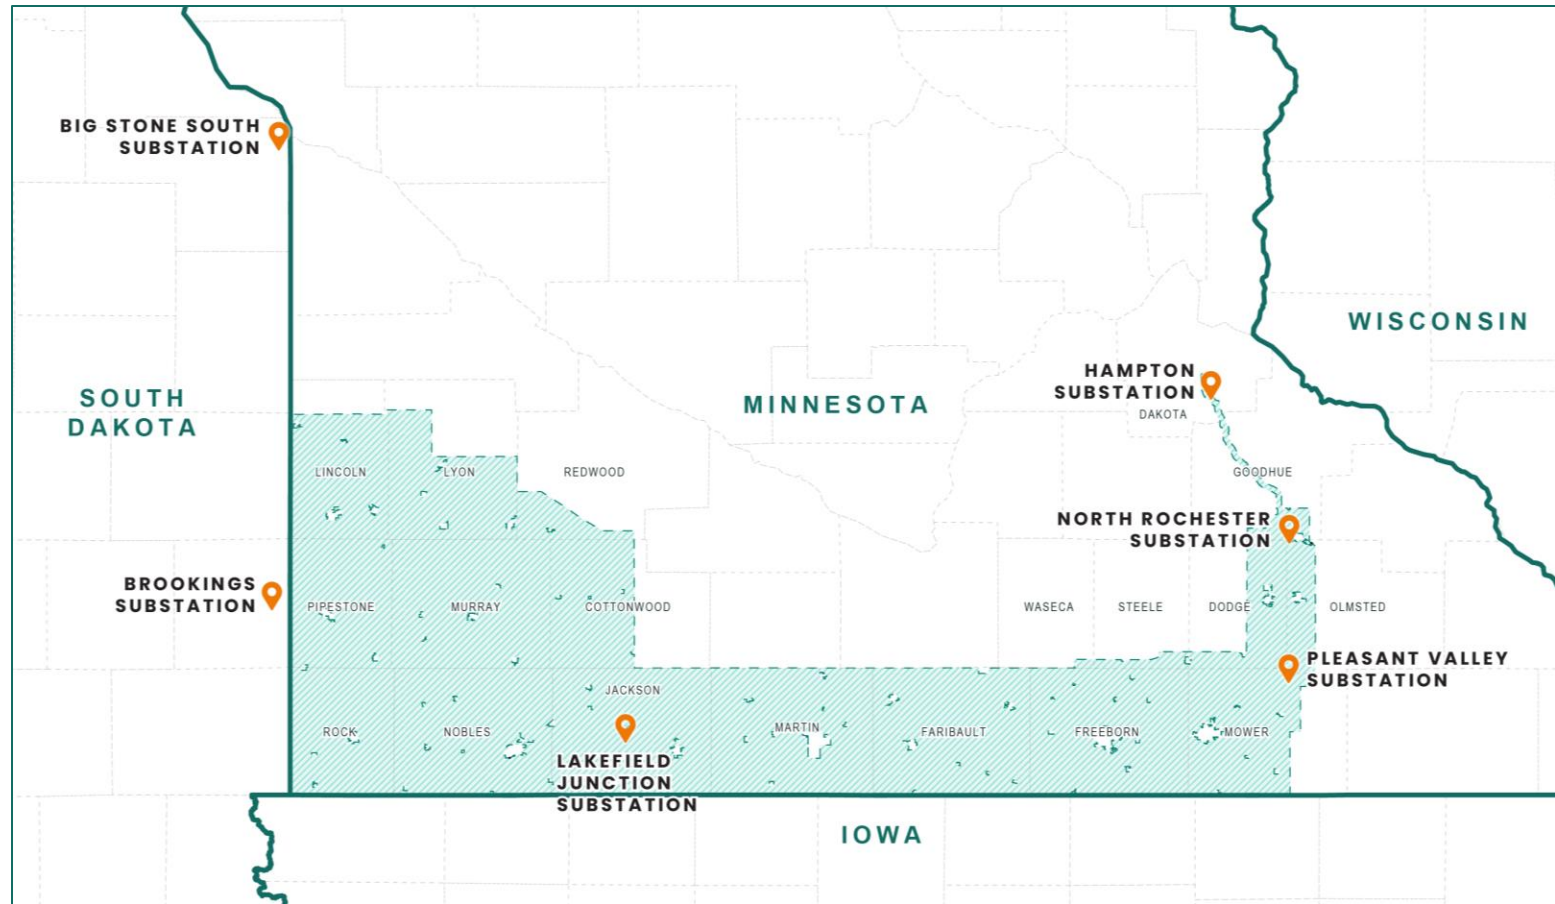 BIG STONE SOUTH
SUBSTATION
WISCONSIN
SOUTH
DAKOTA
MINNESOTA
HAMPTON
SUBSTATION
DAKOTA
LINCOLN
LYON
REDWOOD
GOODHUE
NORTH ROCHESTER
SUBSTATION
BROOKINGS
SUBSTATION
PIPESTONE
MURRAY
COTTONWOOD
WASECA
STEELE
DODGE
OLMSTED
PLEASANT VALLEY
SUBSTATION
JACKSON
ROCK
NOBLES
MARTIN
FARIBAULT
FREEBORN
MOWER
LAKEFIELD
JUNCTION
SUBSTATION
IOWA